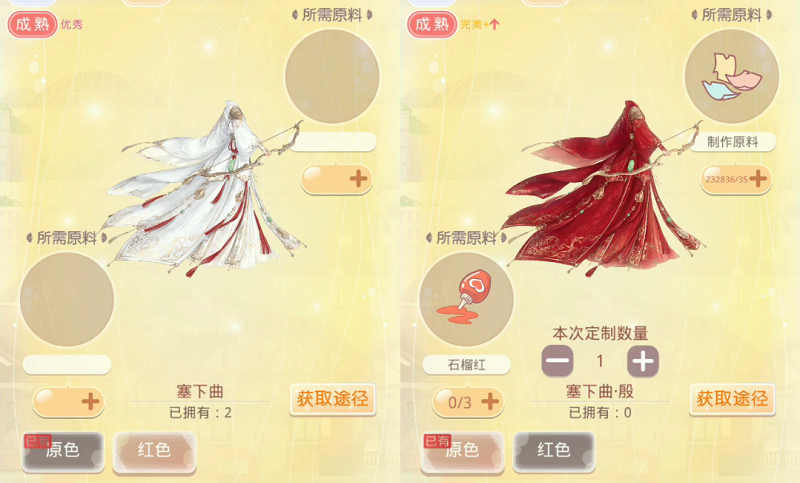 成熟 优秀
所需原料
所需原料
塞下曲
已拥有：2
获取途径
已有
原色
红色
成熟 完美+
所需原料
制作原料
232836/35
所需原料
石榴红
0/3
本次定制数量
1
塞下曲·殷
已拥有：0
获取途径
已有
原色
红色